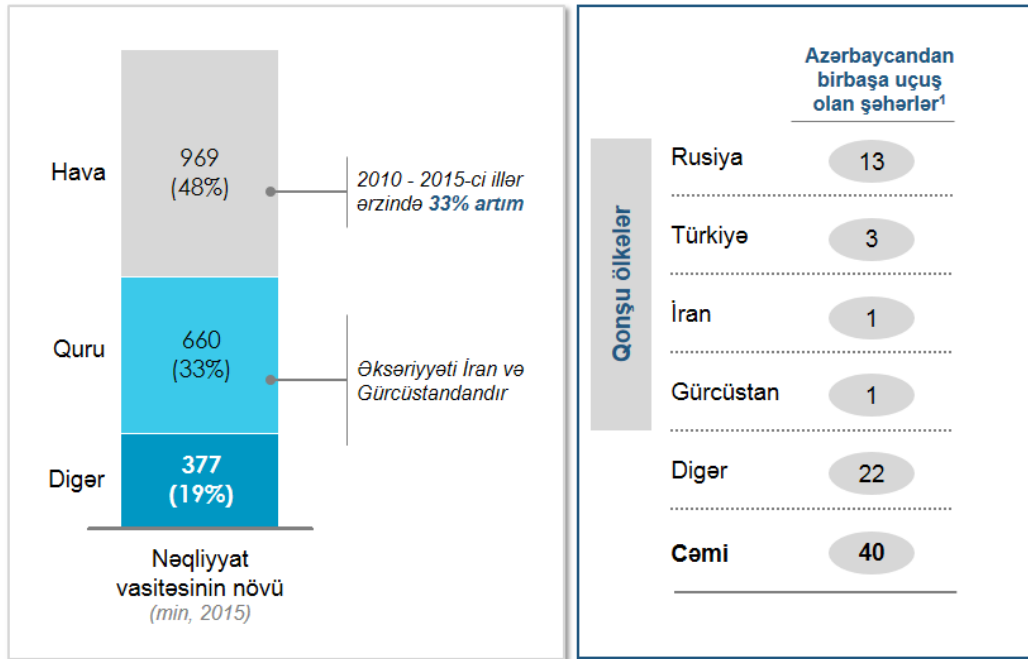 Hava
969
(48%)
2010 - 2015-ci illər
ərzində 33% artım
Quru
660
(33%)
Əksəriyyəti İran və
Gürcüstandandır
Digər
377
(19%)
Nəqliyyat
vasitəsinin növü
(min, 2015)
Azərbaycandan
birbaşa uçuş
olan şəhərlər¹
Qonşu ölkələr
Rusiya 13
Türkiyə 3
İran 1
Gürcüstan 1
Digər 22
Cəmi 40